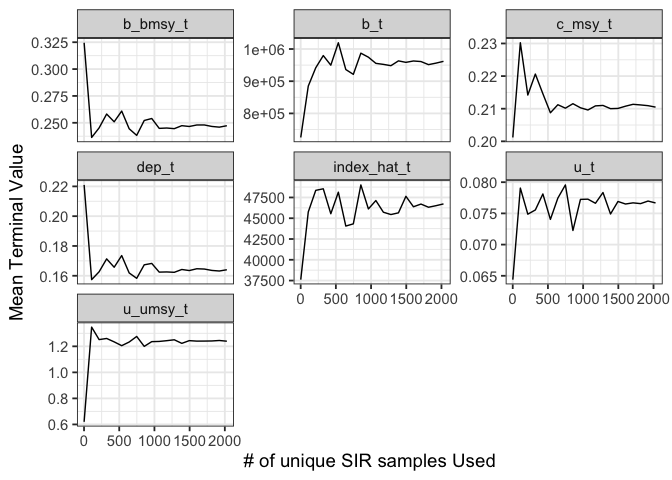 b_bmsy_t
b_t
c_msy_t
0.325
0.300
0.275
0.250
1e+06
9e+05
8e+05
0.23
0.22
0.21
0.20
dep_t
index_hat_t
u_t
0.22
0.20
0.18
0.16
47500
45000
42500
40000
37500
0.080
0.075
0.070
0.065
0 500 1000 1500 2000
0 500 1000 1500 2000
u_umsy_t
1.2
1.0
0.8
0.6
0 500 1000 1500 2000
Mean Terminal Value
# of unique SIR samples Used